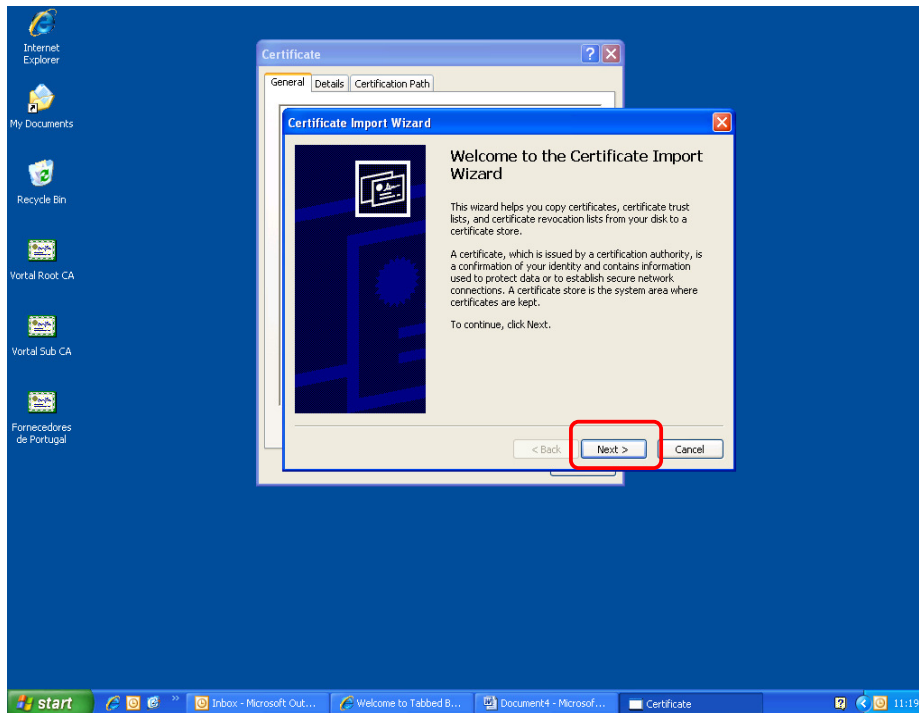 Internet
Explorer
My Documents
Recycle Bin
Vortal Root CA
Vortal Sub CA
Fornecedores
de Portugal
Certificate
General Details Certification Path
Certificate Import Wizard
Welcome to the Certificate Import
Wizard
This wizard helps you copy certificates, certificate trust
lists, and certificate revocation lists from your disk to a
certificate store.
A certificate, which is issued by a certification authority, is
a confirmation of your identity and contains information
used to protect data or to establish secure network
connections. A certificate store is the system area where
certificates are kept.
To continue, click Next.
< Back Next > Cancel
start Inbox - Microsoft Out... Welcome to Tabbed B... Document4 - Microsof... Certificate 11:19